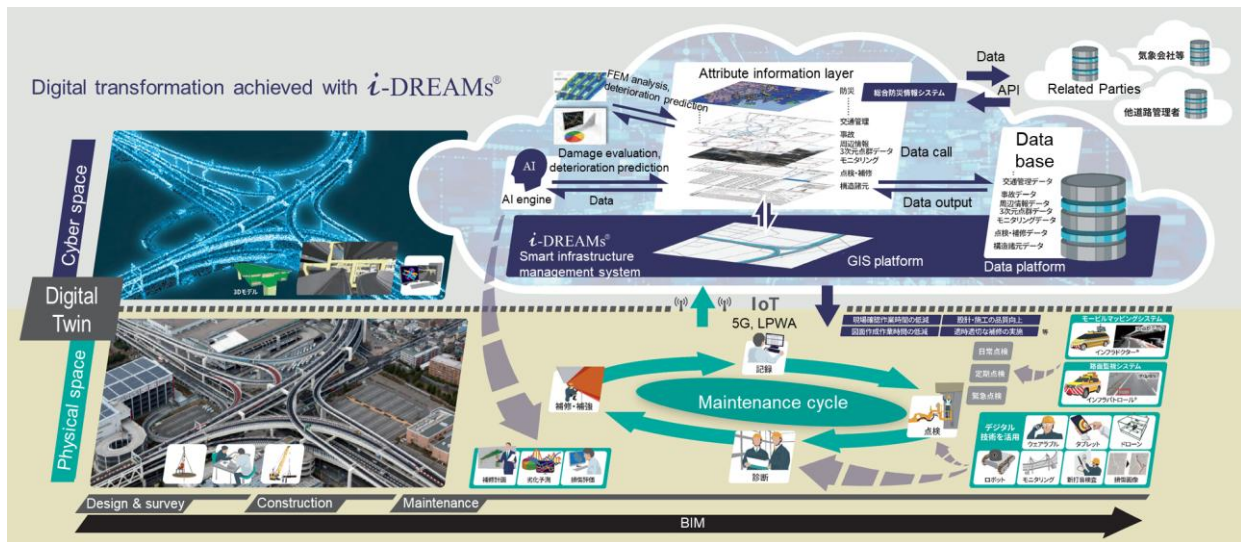 Digital transformation achieved with i-DREAMs®
Cyber space
Digital
Twin
Physical space
3Dモデル
FEM analysis,
deterioration prediction
Attribute information layer
防災
総合防災情報システム
交通管理
事故
周辺情報
3次元点群データ
モニタリング
点検・補修
構造諸元
AI
AI engine
Damage evaluation,
deterioration prediction
Data
Data call
Data output
Data
API
Related Parties
気象会社等
他道路管理者
Data
base
交通管理データ
事故データ
周辺情報データ
3次元点群データ
モニタリングデータ
点検・補修データ
構造諸元データ
Data platform
i-DREAMs®
Smart infrastructure
management system
GIS platform
IoT
5G, LPWA
現場確認作業時間の低減
設計・施工の品質向上
図面作成作業時間の低減
適時適切な補修の実施
等
記録
補修・補強
Maintenance cycle
点検
診断
日常点検
定期点検
緊急点検
モービルマッピングシステム
インフラドクター®
路面監視システム
インフラパトロール®
デジタル
技術を活用
ウェアラブル
タブレット
ドローン
ロボット
モニタリング
損傷画像
補修計画
劣化予測
損傷評価
Design & survey
Construction
Maintenance
BIM